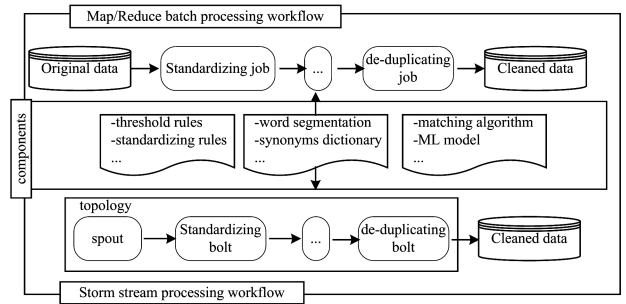 Map/Reduce batch processing workflow
Original data
Standardizing job
...
de-duplicating
job
Cleaned data
components
-threshold rules
-standardizing rules
...
-word segmentation
-synonyms dictionary
...
-matching algorithm
-ML model
...
topology
spout
Standardizing
bolt
...
de-duplicating
bolt
Cleaned data
Storm stream processing workflow